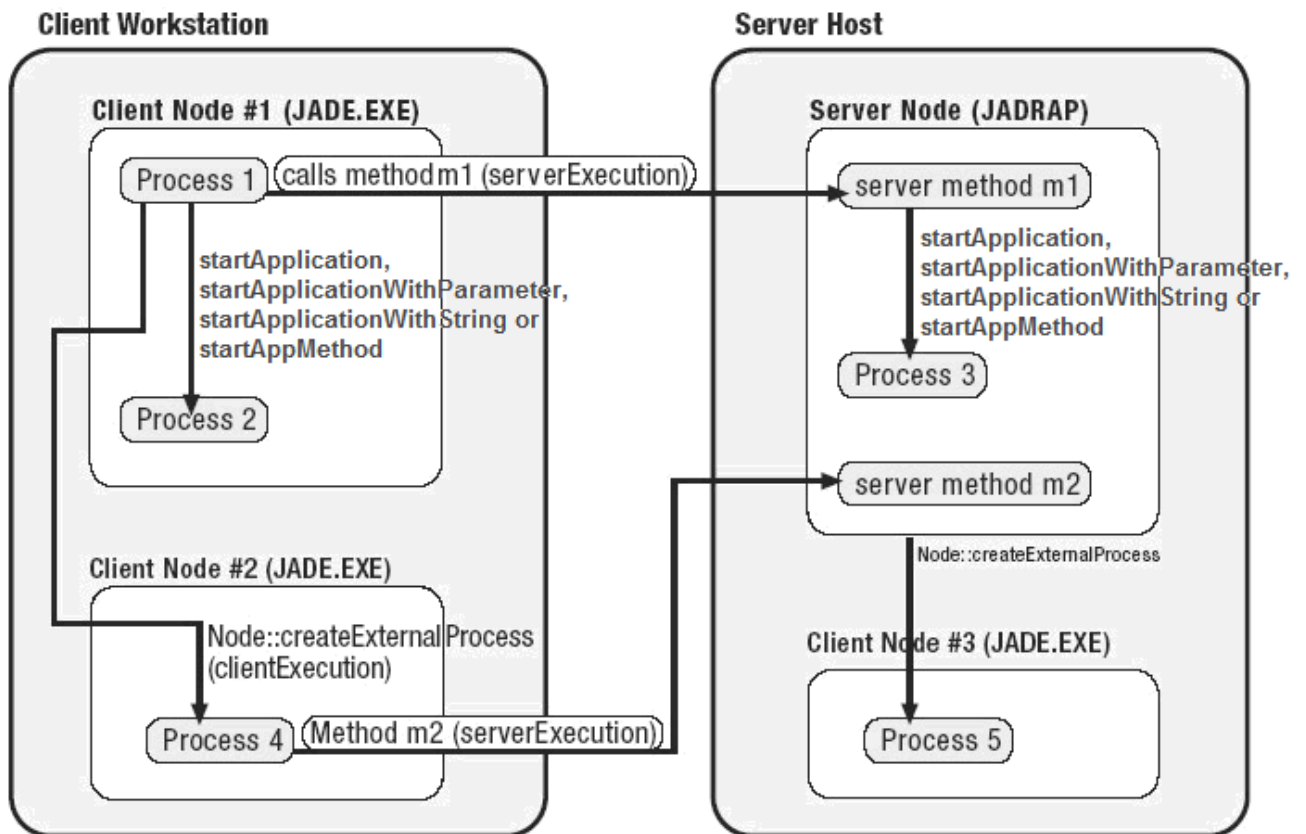 Client Workstation
Client Node #1 (JADE.EXE)
Process 1
calls method m1 (serverExecution)
startApplication,
startApplicationWithParameter,
startApplicationWithString or
startAppMethod
Process 2
Client Node #2 (JADE.EXE)
Node::createExternalProcess
(clientExecution)
Process 4
Method m2 (serverExecution)
Server Host
Server Node (JADRAP)
server method m1
startApplication,
startApplicationWithParameter,
startApplicationWithString or
startAppMethod
Process 3
server method m2
Node::createExternalProcess
Client Node #3 (JADE.EXE)
Process 5